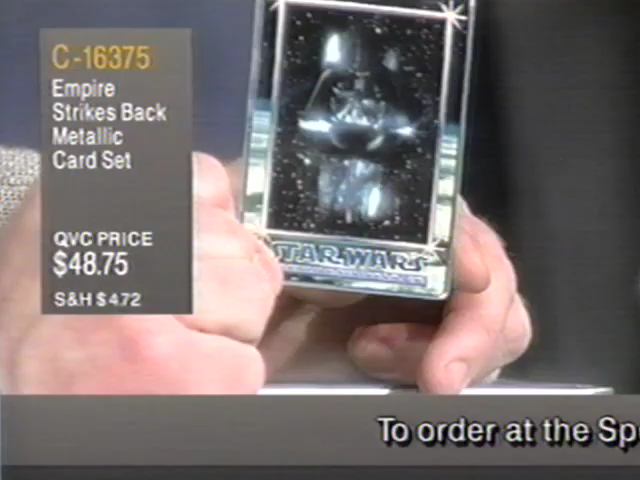 C-16375
Empire
Strikes Back
Metallic
Card Set
QVC PRICE
$48.75
S&H $4.72
STAR WARS
To order at the Sp